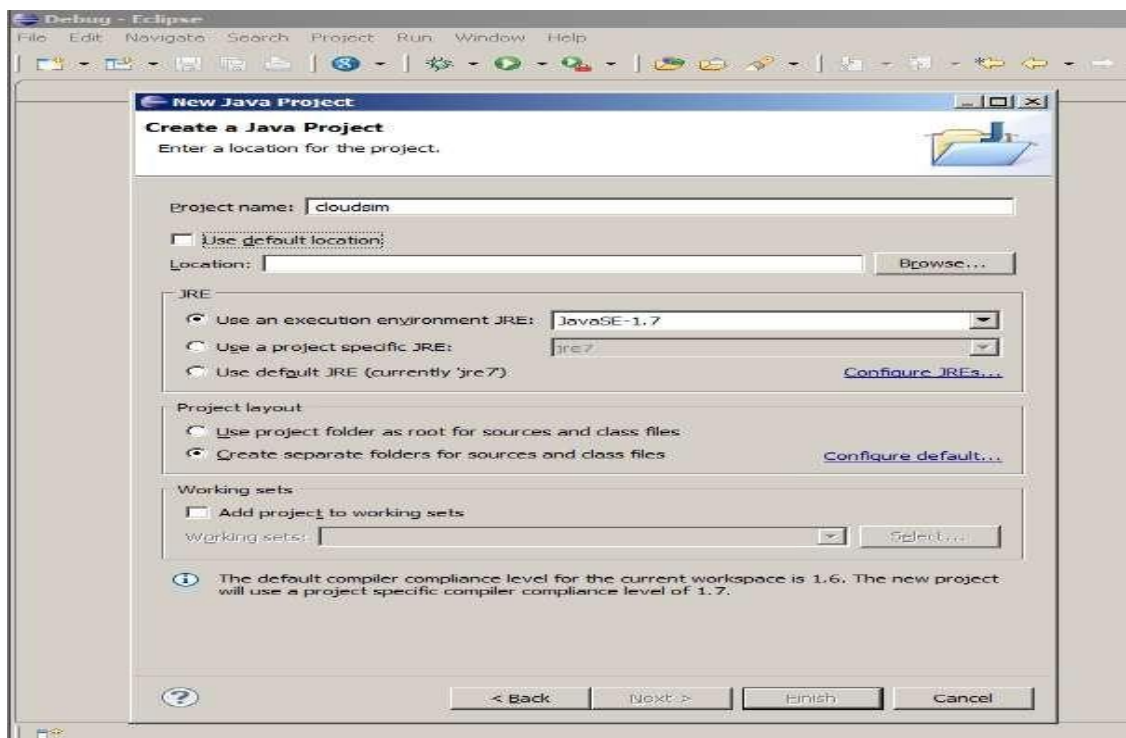 Debug - Eclipse
File Edit Navigate Search Project Run Window Help
New Java Project
Create a Java Project
Enter a location for the project.
Project name: cloudsim
Use default location
Location: Browse...
JRE
Use an execution environment JRE: JavaSE-1.7
Use a project specific JRE: jre7
Use default JRE (currently 'jre7') Configure JREs...
Project layout
Use project folder as root for sources and class files
Create separate folders for sources and class files Configure default...
Working sets
Add project to working sets
Working sets: Select...
The default compiler compliance level for the current workspace is 1.6. The new project
will use a project specific compiler compliance level of 1.7.
< Back Next > Finish Cancel